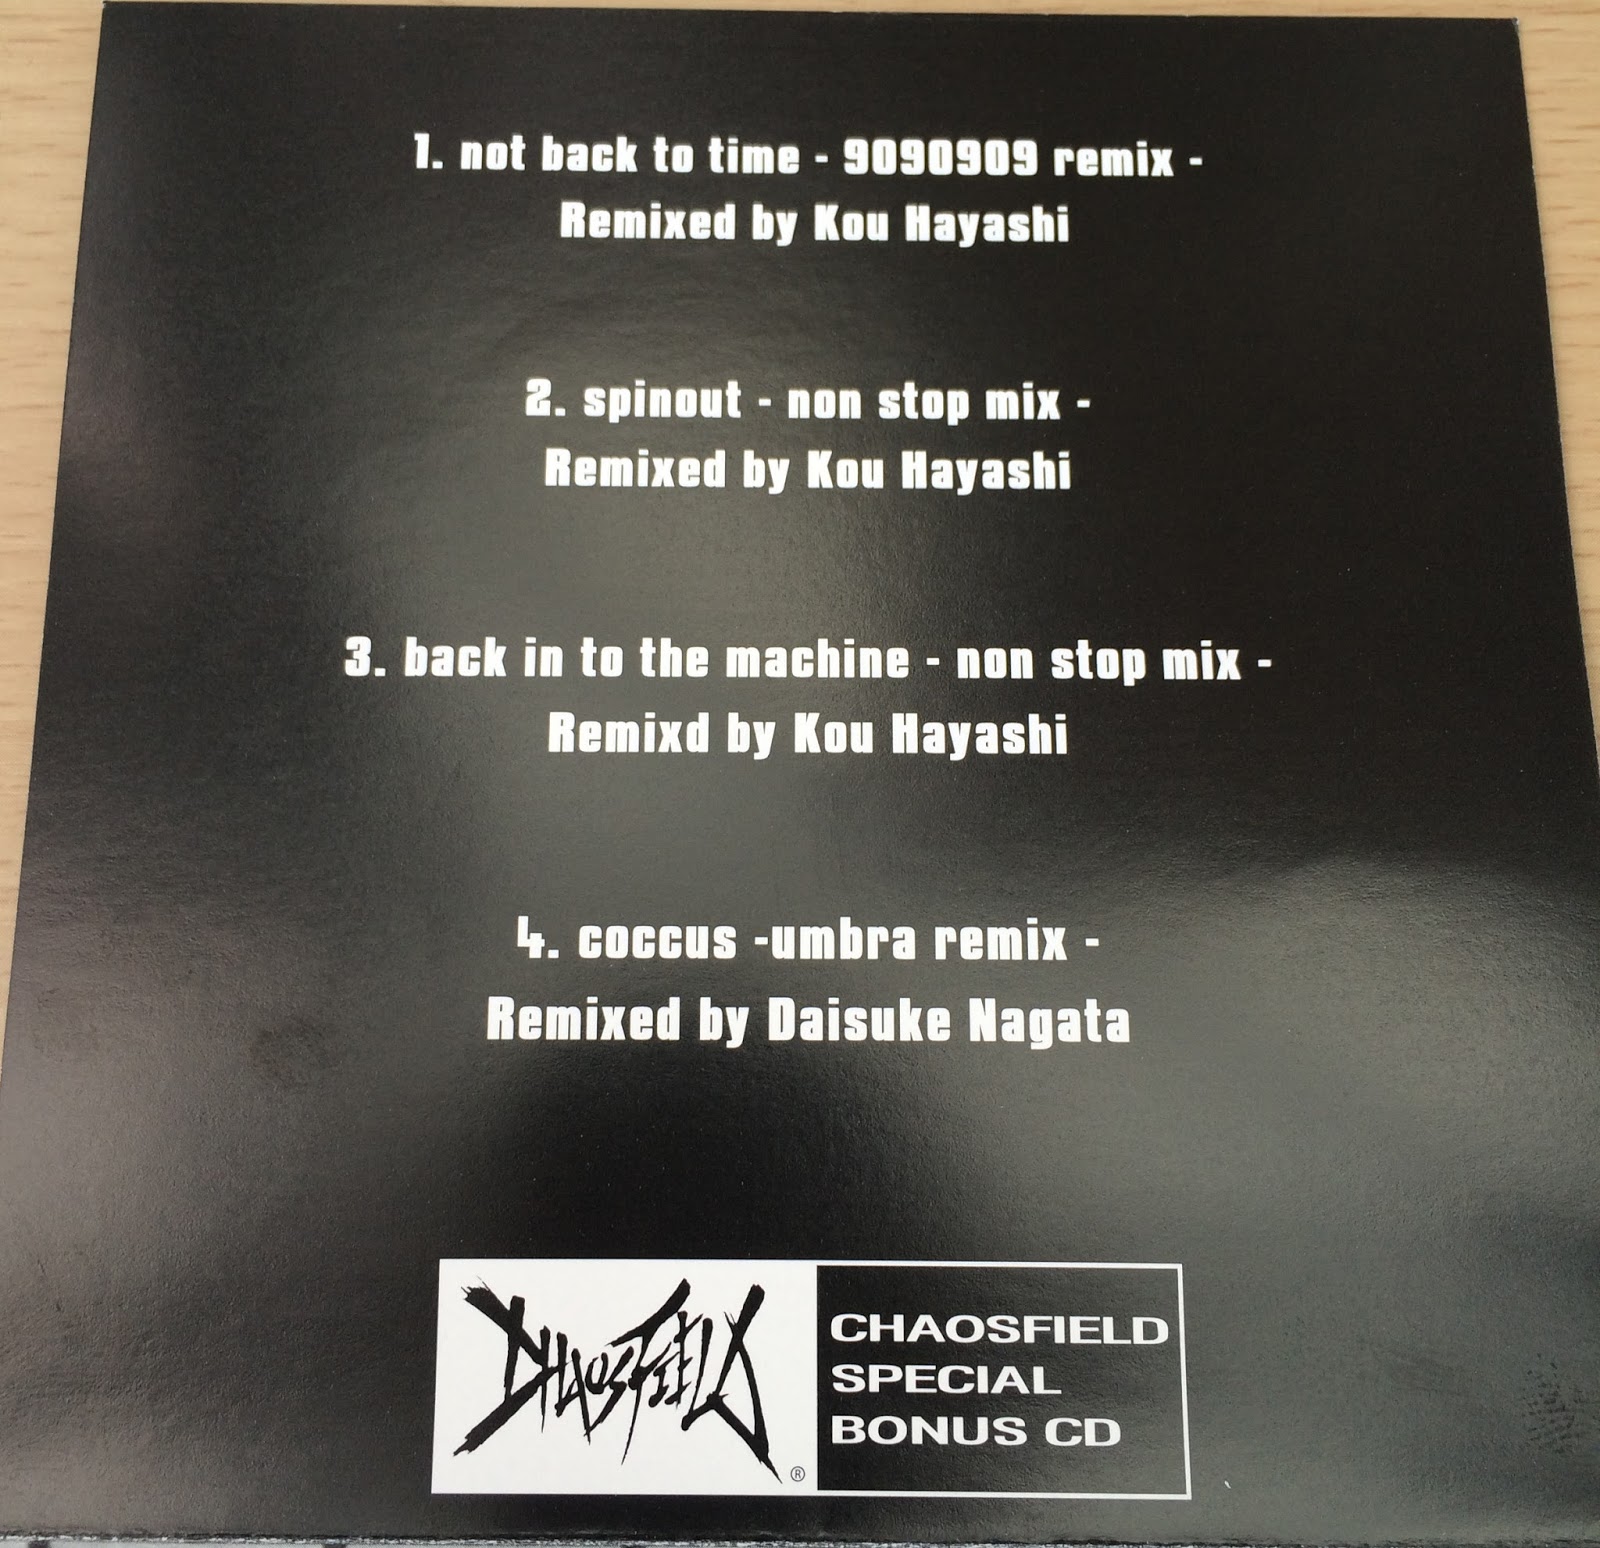 1. not back to time - 9090909 remix -
Remixed by Kou Hayashi
2. spinout - non stop mix -
Remixed by Kou Hayashi
3. back in to the machine - non stop mix -
Remixd by Kou Hayashi
4. coccus -umbra remix -
Remixed by Daisuke Nagata
CHAOSFIELD
®
CHAOSFIELD
SPECIAL
BONUS CD